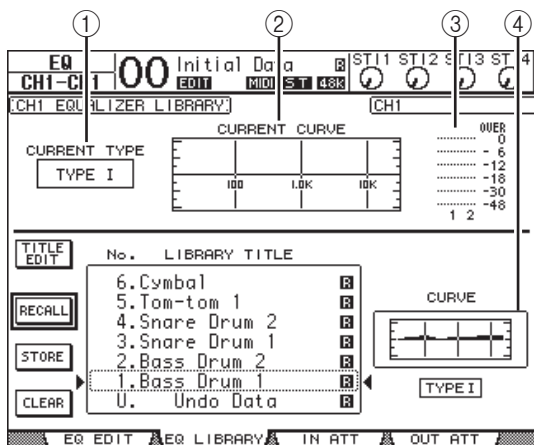 ① ② ③ ④
EQ
CH1-CH1
00 Initial Data R
EDIT MIDI ST 48K
STI1 STI2 STI3 STI4
CH1 EQUALIZER LIBRARY
CH1
CURRENT TYPE
TYPE I
CURRENT CURVE
100 1.0K 10K
OVER
0
-6
-12
-18
-30
-48
1 2
TITLE EDIT
RECALL
STORE
CLEAR
No. LIBRARY TITLE
6.Cymbal R
5.Tom-tom 1 R
4.Snare Drum 2 R
3.Snare Drum 1 R
2.Bass Drum 2 R
1.Bass Drum 1 R
U. Undo Data R
CURVE
TYPE I
EQ EDIT EQ LIBRARY IN ATT OUT ATT